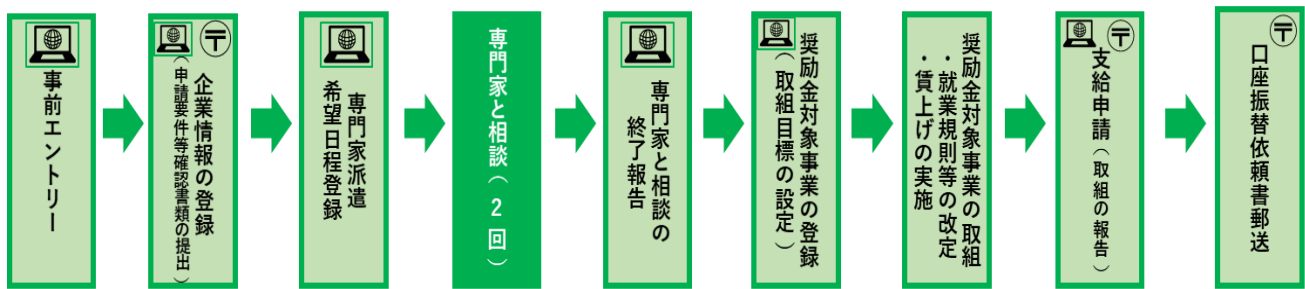 事前エントリー
〒
企業情報の登録
(申請要件等確認書類の提出)
専門家派遣
希望日程登録
専門家と相談(2回)
専門家と相談の
終了報告
奨励金対象事業の登録
(取組目標の設定)
奨励金対象事業の取組
・就業規則等の改定
・賃上げの実施
〒
支給申請(取組の報告)
〒
口座振替依頼書郵送